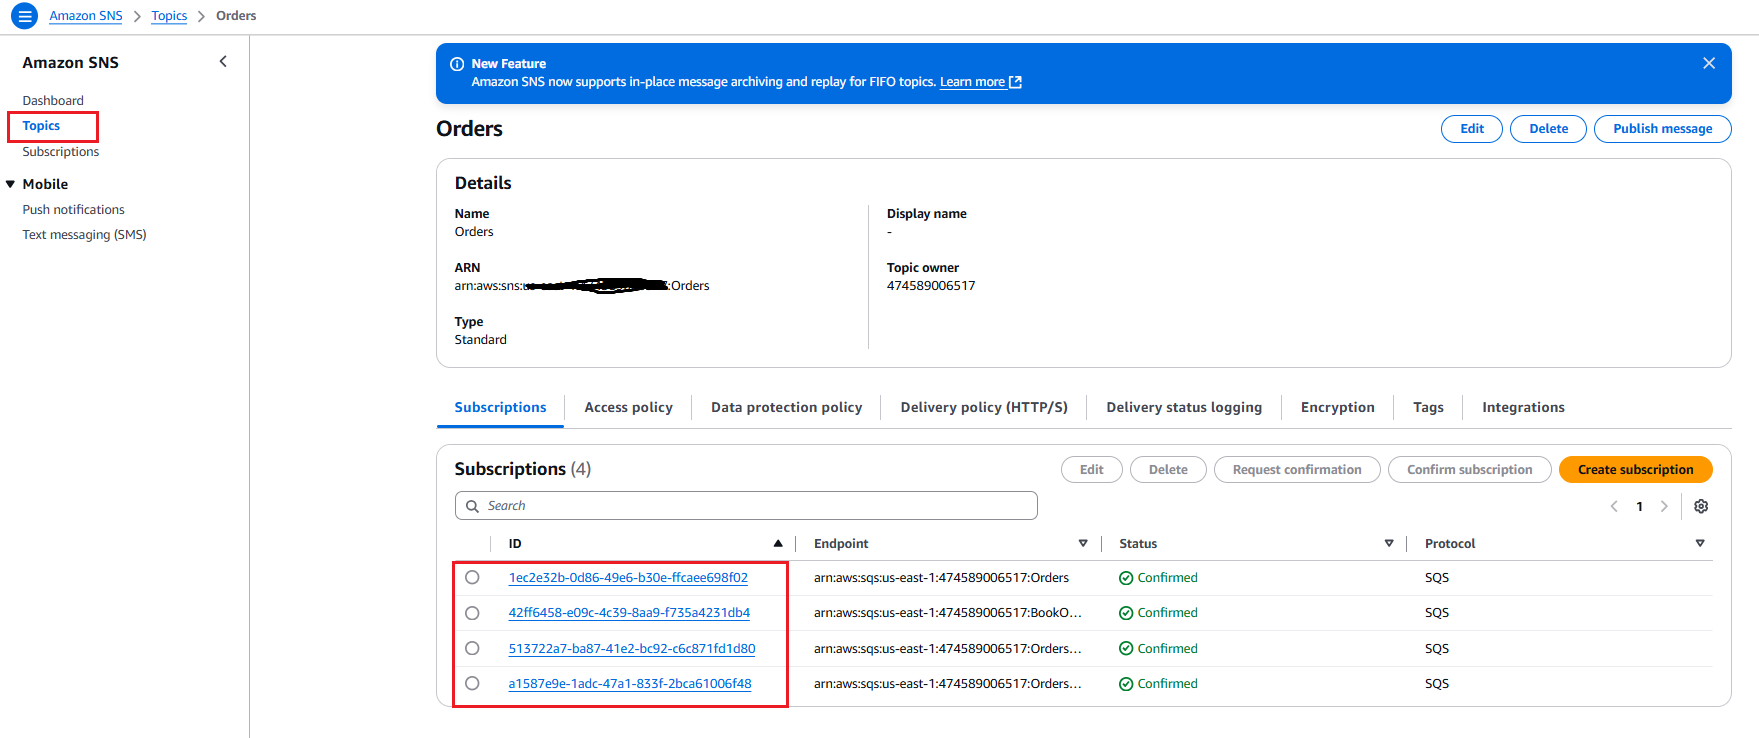 Amazon SNS > Topics > Orders
Amazon SNS
Dashboard
Topics
Subscriptions
Mobile
Push notifications
Text messaging (SMS)
New Feature
Amazon SNS now supports in-place message archiving and replay for FIFO topics. Learn more
Orders
Edit
Delete
Publish message
Details
Name
Orders
ARN
arn:aws:sns: :Orders
Type
Standard
Display name
-
Topic owner
474589006517
Subscriptions
Access policy
Data protection policy
Delivery policy (HTTP/S)
Delivery status logging
Encryption
Tags
Integrations
Subscriptions (4)
Edit
Delete
Request confirmation
Confirm subscription
Create subscription
Search
1
ID Endpoint Status Protocol
1ec2e32b-0d86-49e6-b30e-ffcaee698f02 arn:aws:sqs:us-east-1:474589006517:Orders Confirmed SQS
42ff6458-e09c-4c39-8aa9-f735a4231db4 arn:aws:sqs:us-east-1:474589006517:BookO... Confirmed SQS
513722a7-ba87-41e2-bc92-c6c871fd1d80 arn:aws:sqs:us-east-1:474589006517:Orders... Confirmed SQS
a1587e9e-1adc-47a1-833f-2bca61006f48 arn:aws:sqs:us-east-1:474589006517:Orders... Confirmed SQS